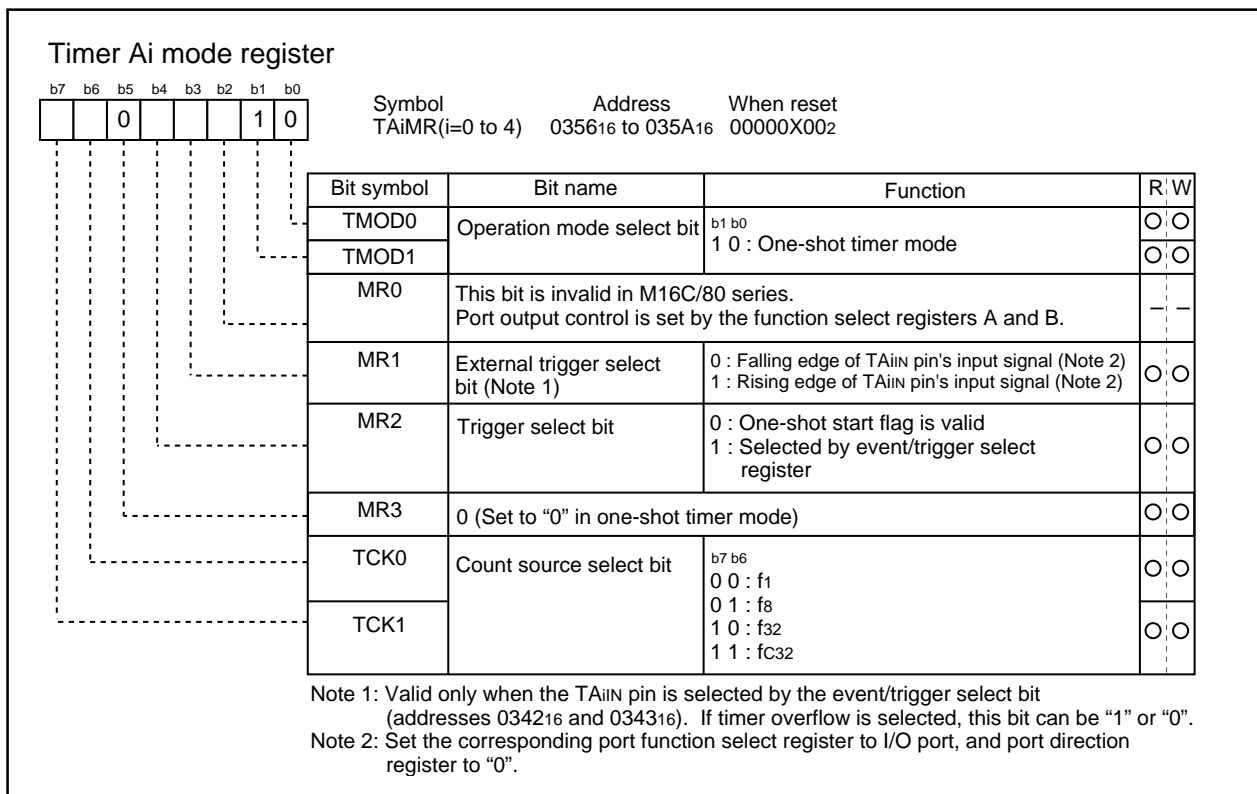 Timer Ai mode register
b7 b6 b5 b4 b3 b2 b1 b0
0 1 0
Symbol Address When reset
TAiMR(i=0 to 4) 035616 to 035A16 00000X002
Bit symbol Bit name Function R W
TMOD0 Operation mode select bit b1 b0
1 0 : One-shot timer mode
TMOD1
MR0 This bit is invalid in M16C/80 series.
Port output control is set by the function select registers A and B. – –
MR1 External trigger select bit (Note 1) 0 : Falling edge of TAiIN pin's input signal (Note 2)
1 : Rising edge of TAiIN pin's input signal (Note 2)
MR2 Trigger select bit 0 : One-shot start flag is valid
1 : Selected by event/trigger select
register
MR3 0 (Set to “0” in one-shot timer mode)
TCK0 Count source select bit b7 b6
0 0 : f1
0 1 : f8
TCK1 1 0 : f32
1 1 : fC32
Note 1: Valid only when the TAiIN pin is selected by the event/trigger select bit
(addresses 034216 and 034316). If timer overflow is selected, this bit can be “1” or “0”.
Note 2: Set the corresponding port function select register to I/O port, and port direction
register to “0”.